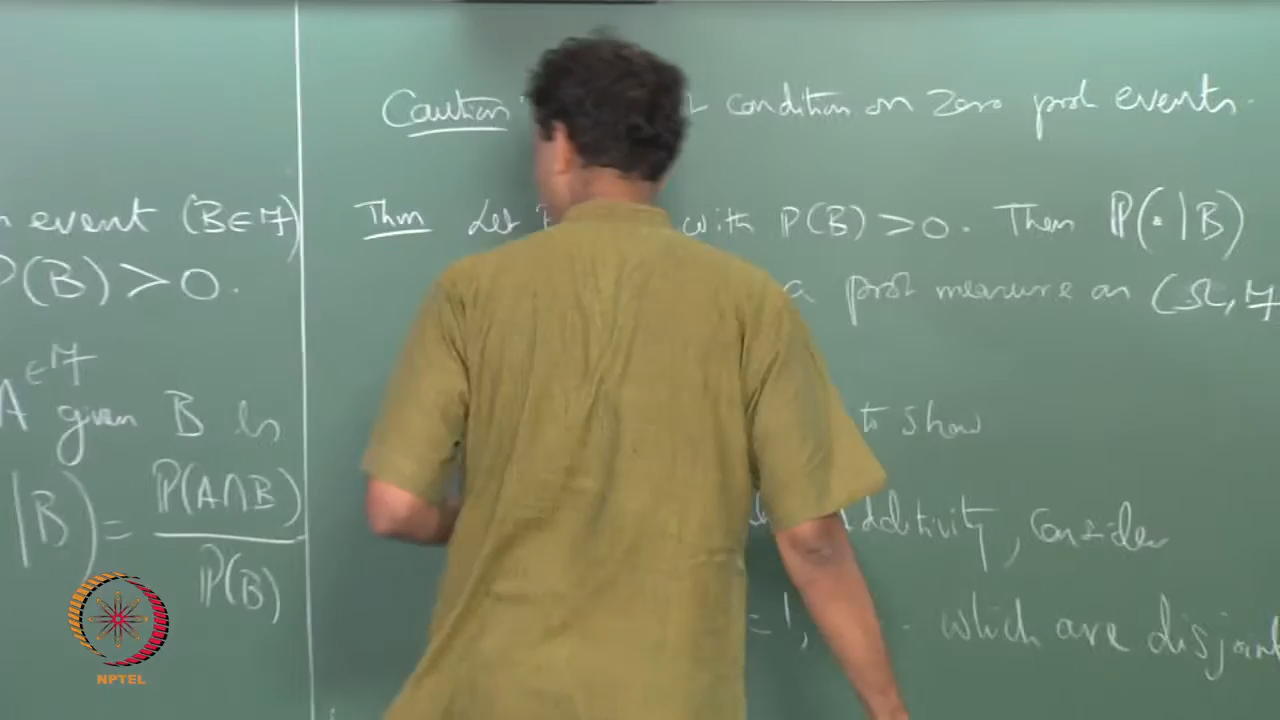 event (B∈F)
P(B) > 0.
A ∈F given B is
|B) = P(A∩B) / P(B)
NPTEL
Caution condition on zero prob events.
Thm Let with P(B) > 0. Then P(·|B)
a prob measure on (Ω, F
to show
additivity, Consider
= 1, which are disjoint